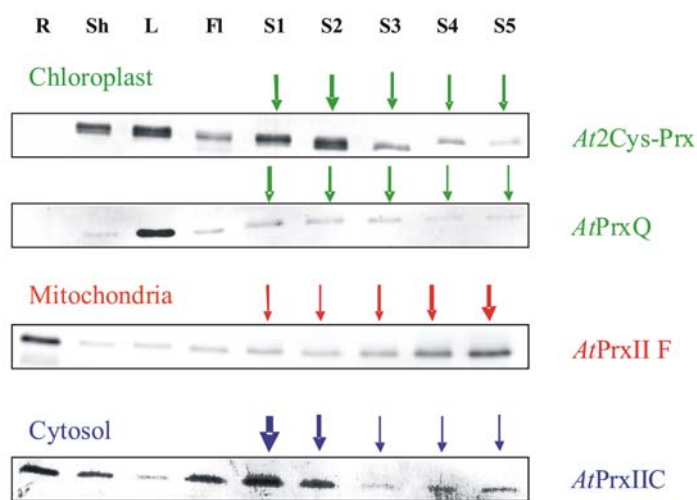 R Sh L Fl S1 S2 S3 S4 S5
Chloroplast
At2Cys-Prx
AtPrxQ
Mitochondria
AtPrxII F
Cytosol
AtPrxIIC